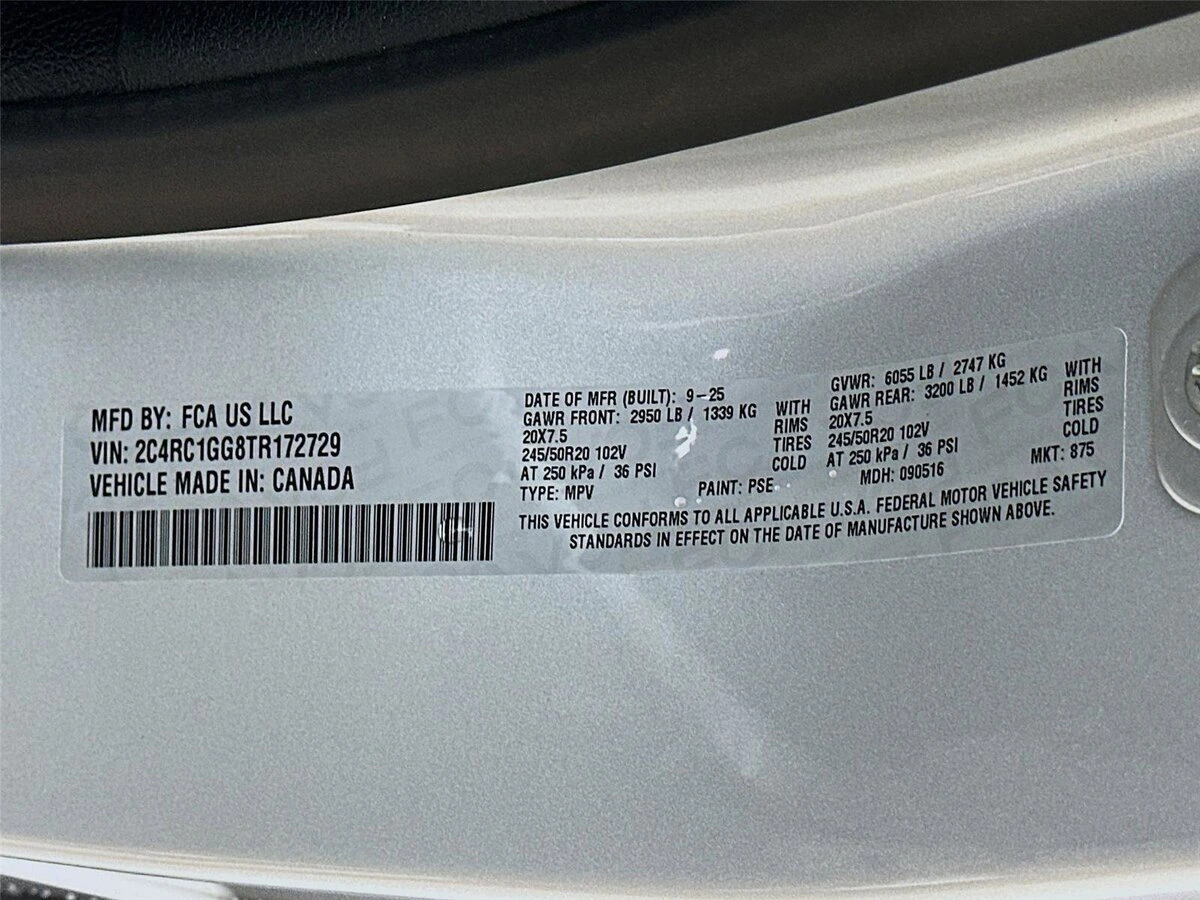 MFD BY: FCA US LLC
VIN: 2C4RC1GG8TR172729
VEHICLE MADE IN: CANADA
DATE OF MFR (BUILT): 9-25
GAWR FRONT: 2950 LB / 1339 KG WITH
20X7.5 RIMS
245/50R20 102V TIRES
AT 250 kPa / 36 PSI COLD
TYPE: MPV PAINT: PSE
GVWR: 6055 LB / 2747 KG
GAWR REAR: 3200 LB / 1452 KG WITH
20X7.5 RIMS
245/50R20 102V TIRES
AT 250 kPa / 36 PSI COLD
MDH: 090516 MKT: 875
THIS VEHICLE CONFORMS TO ALL APPLICABLE U.S.A. FEDERAL MOTOR VEHICLE SAFETY
STANDARDS IN EFFECT ON THE DATE OF MANUFACTURE SHOWN ABOVE.